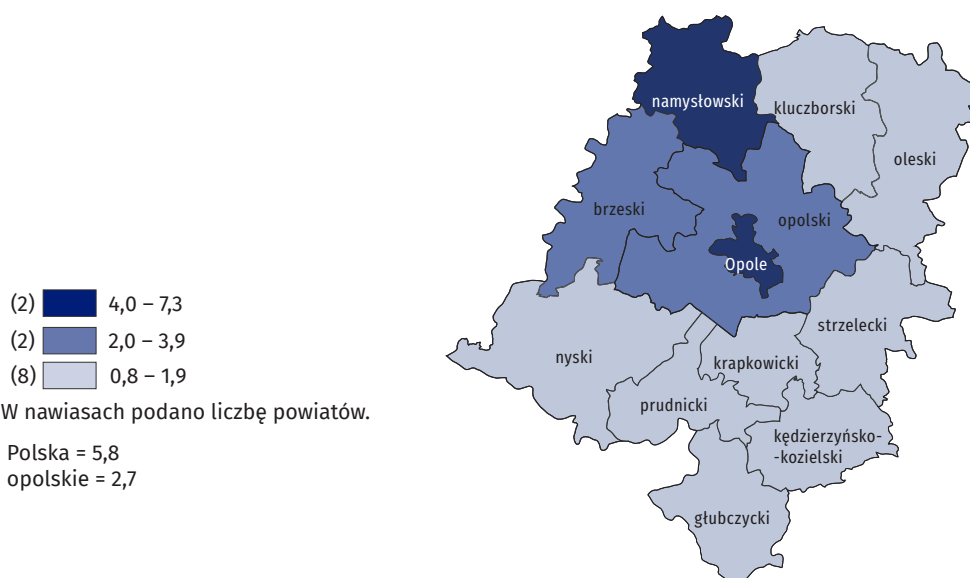 namysłowski
kluczborski
oleski
brzeski
opolski
Opole
strzelecki
nyski
krapkowicki
prudnicki
kędzierzyńsko-
-kozielski
głubczycki
(2) 4,0 – 7,3
(2) 2,0 – 3,9
(8) 0,8 – 1,9
W nawiasach podano liczbę powiatów.
Polska = 5,8
opolskie = 2,7